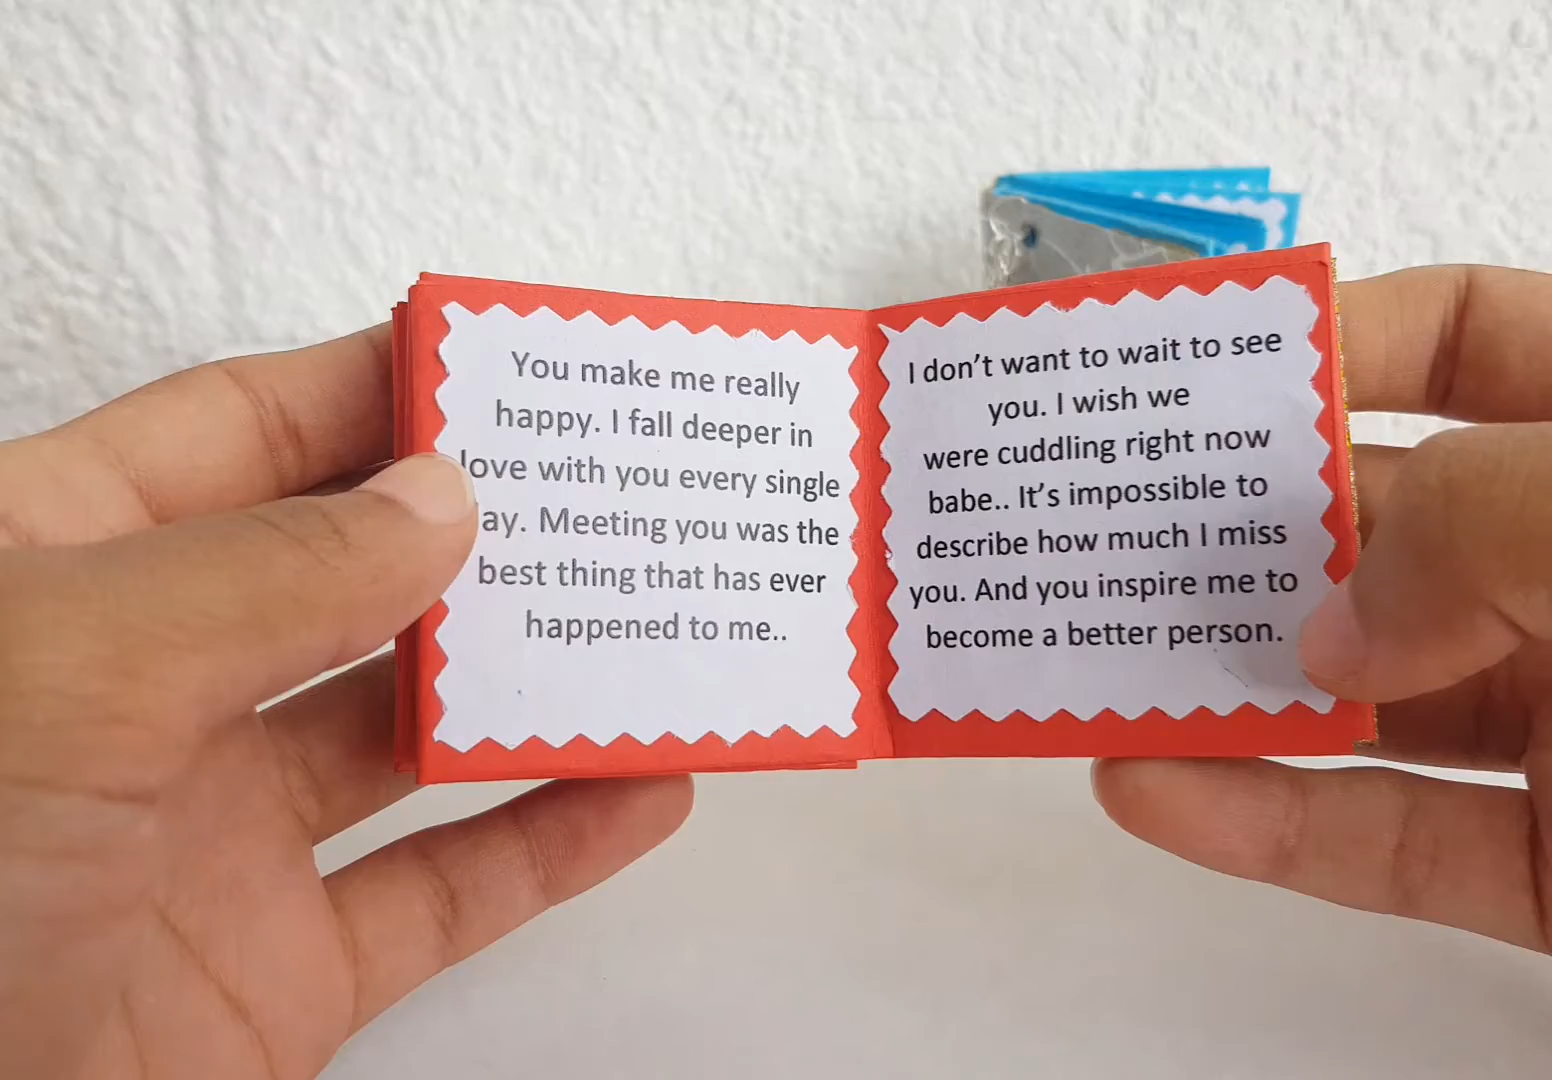 You make me really
happy. I fall deeper in
love with you every single
ay. Meeting you was the
best thing that has ever
happened to me..
I don't want to wait to see
you. I wish we
were cuddling right now
babe.. It's impossible to
describe how much I miss
you. And you inspire me to
become a better person.